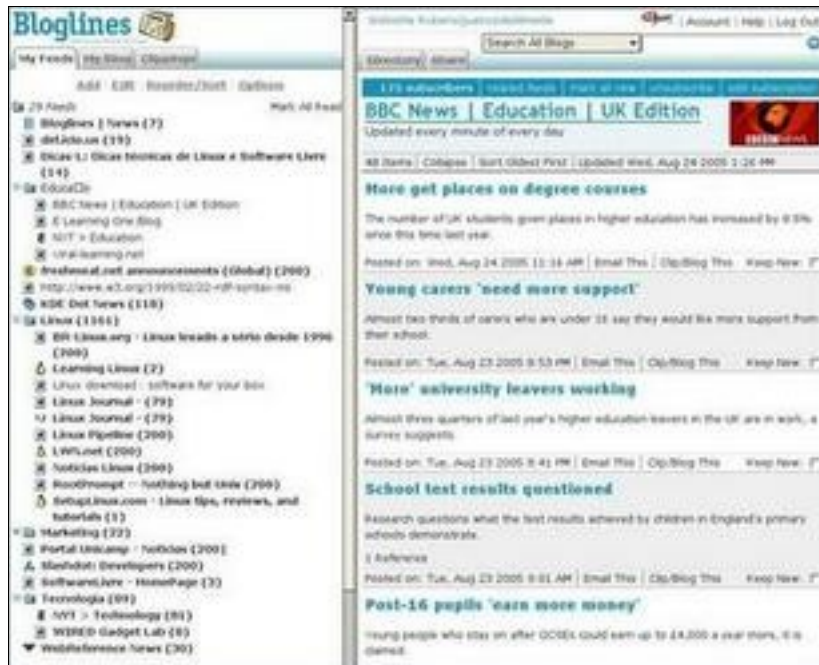 Bloglines
My Feeds My Blog Clippings
Add Edit Reorder/Sort Options
29 Feeds Mark All Read
Bloglines | News (7)
del.icio.us (19)
Dicas-L: Dicas técnicas de Linux e Software Livre
(14)
Educação
BBC News | Education | UK Edition
E-Learning One Blog
NYT > Education
freshmeat.net announcements (Global) (200)
http://www.w3.org/1999/02/22-rdf-syntax-ns
KDE Dot News (118)
Linux (1161)
BR-Linux.org - Linux levado a sério desde 1996
(200)
Learning Linux (2)
Linux download : software for your box
Linux Journal - (79)
Linux Journal - (79)
Linux Pipeline (200)
LWN.net (200)
Noticias Linux (200)
RootPrompt -- Nothing but Unix (200)
SetupLinux.com - Linux tips, reviews, and
tutorials (1)
Marketing (22)
Portal Unicamp - Noticias (200)
Slashdot: Developers (200)
SoftwareLivre - HomePage (3)
Tecnologia (89)
NYT > Technology (81)
WIRED Gadget Lab (8)
WebReference News (30)
Welcome | Account | Help | Log Out
Search All Blogs
Directory Share
175 subscribers | related feeds | mark all new | unsubscribe | edit subscription
BBC News | Education | UK Edition
Updated every minute of every day
BBC NEWS
48 Items | Collapse | Sort Oldest First | Updated Wed, Aug 24 2005 1:26 PM
More get places on degree courses
The number of UK students given places in higher education has increased by 8.9%
since this time last year.
Posted on: Wed, Aug 24 2005 11:16 AM | Email This | Clip/Blog This Keep New:
Young carers 'need more support'
Almost two thirds of carers who are under 18 say they would like more support from
their school.
Posted on: Tue, Aug 23 2005 9:53 PM | Email This | Clip/Blog This Keep New:
'More' university leavers working
Almost three quarters of last year's higher education leavers in the UK are in work, a
survey suggests.
Posted on: Tue, Aug 23 2005 8:41 PM | Email This | Clip/Blog This Keep New:
School test results questioned
Research questions what the test results achieved by children in England's primary
schools demonstrate.
1 Reference
Posted on: Tue, Aug 23 2005 9:01 AM | Email This | Clip/Blog This Keep New:
Post-16 pupils 'earn more money'
Young people who stay on after GCSEs could earn up to £4,000 a year more, it is
claimed.